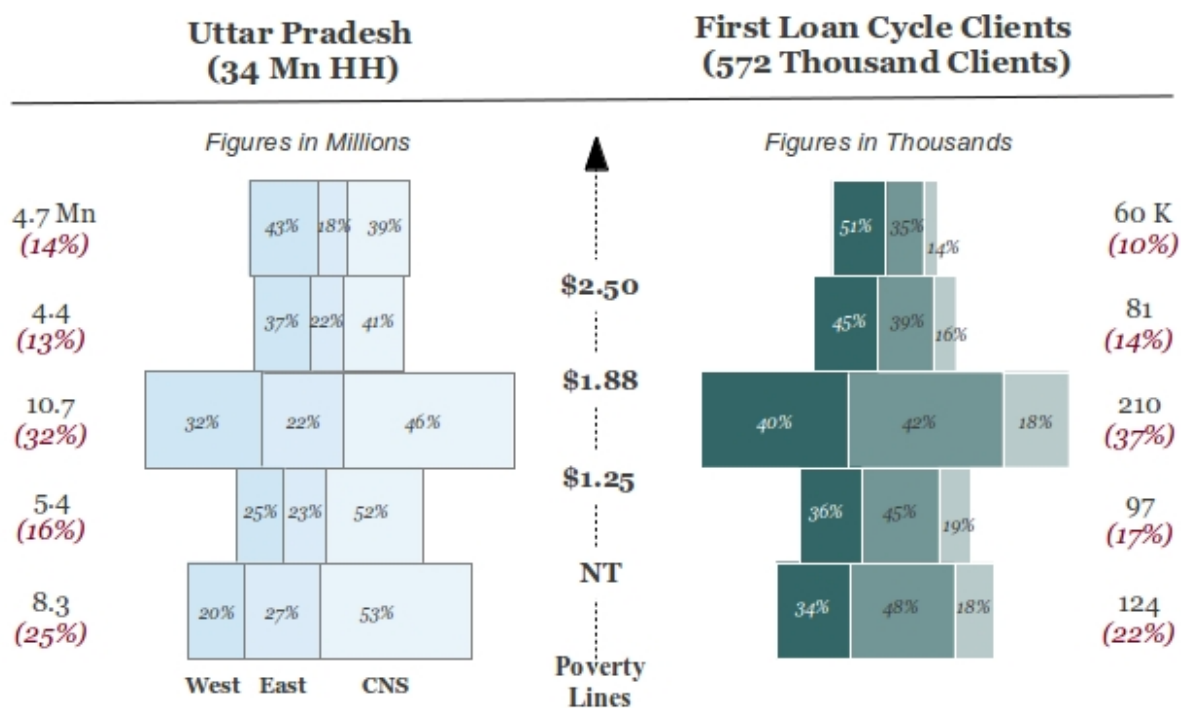 Uttar Pradesh
(34 Mn HH)
First Loan Cycle Clients
(572 Thousand Clients)
Figures in Millions
Figures in Thousands
4.7 Mn
(14%)
43% 18% 39%
51% 35% 14%
60 K
(10%)
$2.50
4.4
(13%)
37% 22% 41%
45% 39% 16%
81
(14%)
$1.88
10.7
(32%)
32% 22% 46%
40% 42% 18%
210
(37%)
$1.25
5.4
(16%)
25% 23% 52%
36% 45% 19%
97
(17%)
NT
8.3
(25%)
20% 27% 53%
34% 48% 18%
124
(22%)
West East CNS
Poverty
Lines